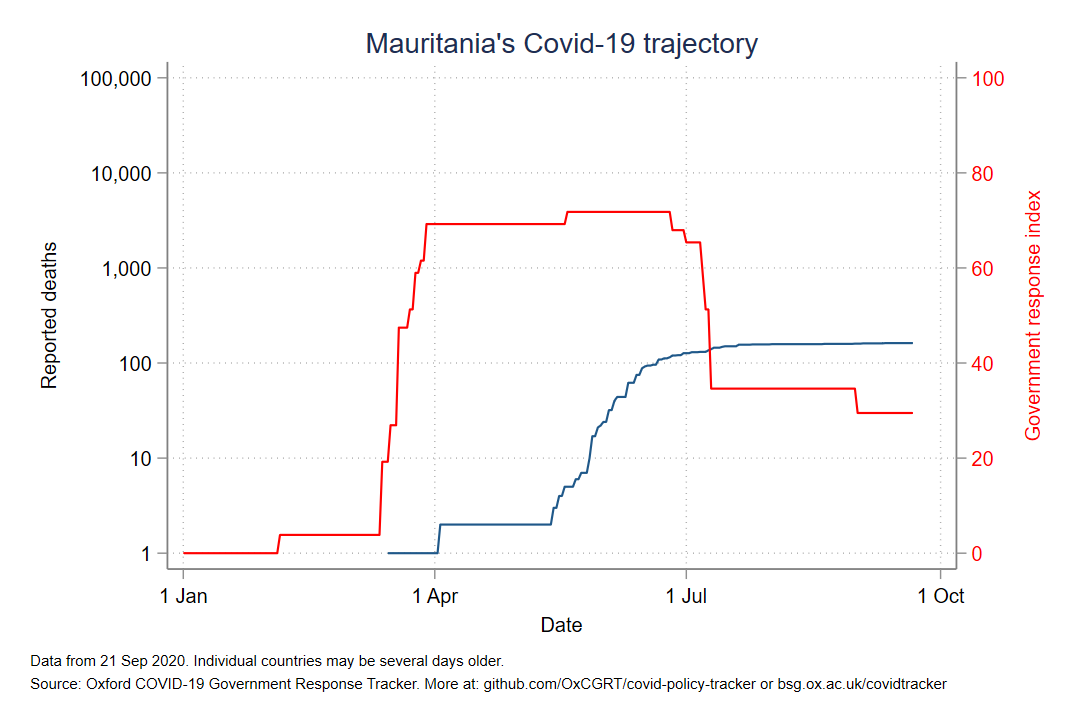 Mauritania's Covid-19 trajectory
100,000
10,000
1,000
100
10
1
Reported deaths
100
80
60
40
20
0
Government response index
1 Jan
1 Apr
1 Jul
1 Oct
Date
Data from 21 Sep 2020. Individual countries may be several days older.
Source: Oxford COVID-19 Government Response Tracker. More at: github.com/OxCGRT/covid-policy-tracker or bsg.ox.ac.uk/covidtracker